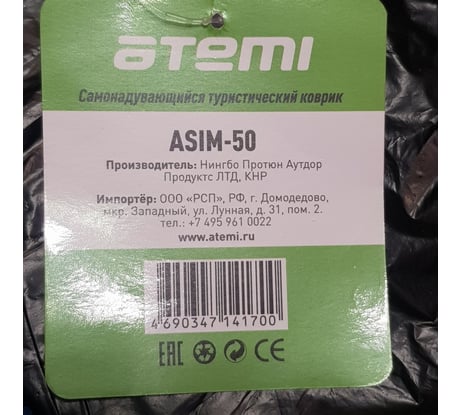 atemi
Самонадувающийся туристический коврик
ASIM-50
Производитель: Нингбо Протюн Аутдор
Продуктс ЛТД, КНР
Импортёр: ООО «РСП», РФ, г. Домодедово,
мкр. Западный, ул. Лунная, д. 31, пом. 2.
тел.: +7 495 961 0022
www.atemi.ru
4 690347 141700
EAC CE